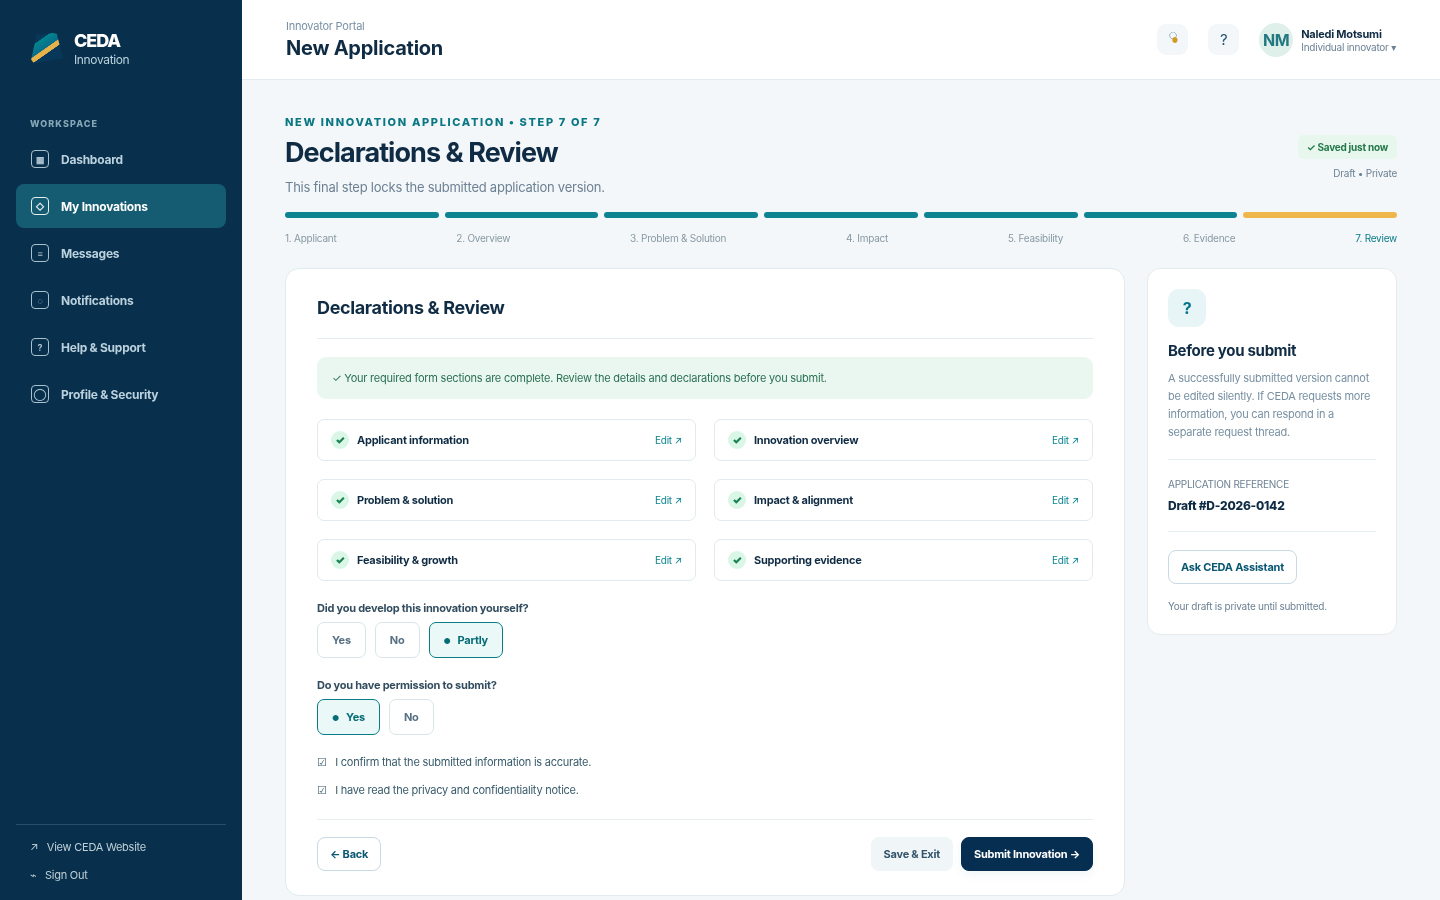 CEDA
Innovation
WORKSPACE
Dashboard
My Innovations
Messages
Notifications
? Help & Support
Profile & Security
↗ View CEDA Website
Sign Out
Innovator Portal
New Application
?
NM
Naledi Motsumi
Individual innovator ▾
NEW INNOVATION APPLICATION • STEP 7 OF 7
Declarations & Review
This final step locks the submitted application version.
✓ Saved just now
Draft • Private
1. Applicant
2. Overview
3. Problem & Solution
4. Impact
5. Feasibility
6. Evidence
7. Review
Declarations & Review
✓ Your required form sections are complete. Review the details and declarations before you submit.
✓ Applicant information Edit ↗
✓ Innovation overview Edit ↗
✓ Problem & solution Edit ↗
✓ Impact & alignment Edit ↗
✓ Feasibility & growth Edit ↗
✓ Supporting evidence Edit ↗
Did you develop this innovation yourself?
Yes
No
● Partly
Do you have permission to submit?
● Yes
No
☑ I confirm that the submitted information is accurate.
☑ I have read the privacy and confidentiality notice.
← Back
Save & Exit
Submit Innovation →
?
Before you submit
A successfully submitted version cannot
be edited silently. If CEDA requests more
information, you can respond in a
separate request thread.
APPLICATION REFERENCE
Draft #D-2026-0142
Ask CEDA Assistant
Your draft is private until submitted.